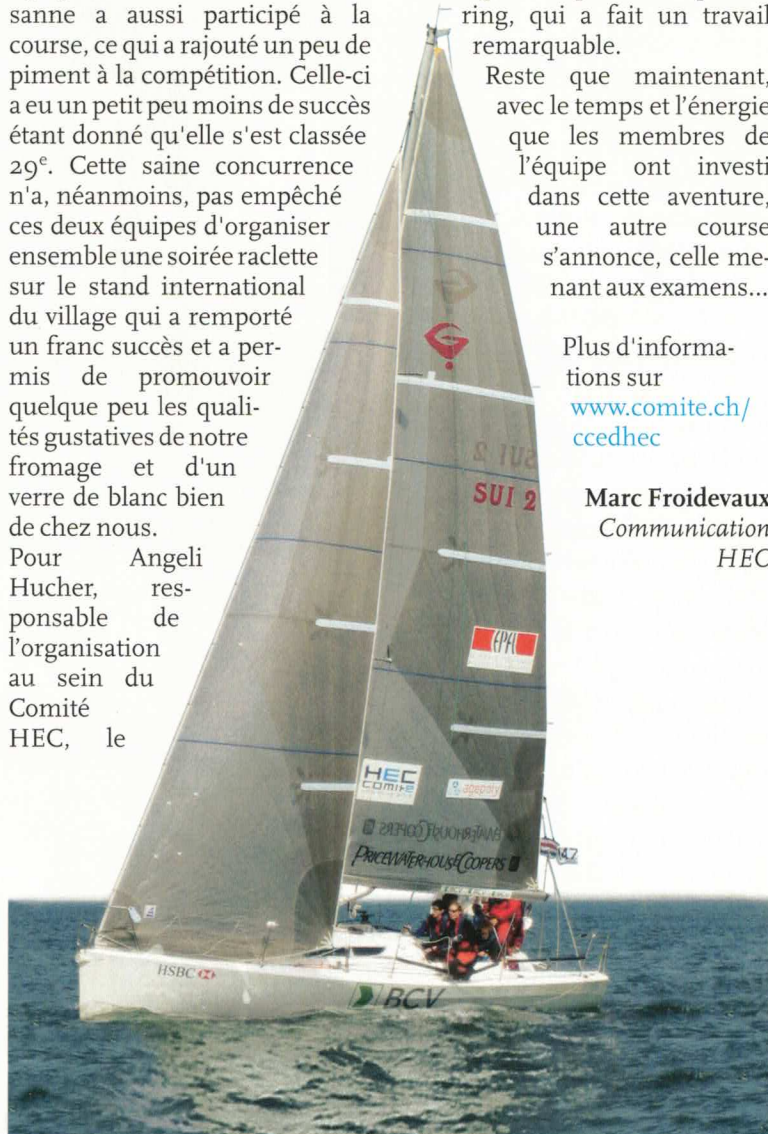 sanne a aussi participé à la
course, ce qui a rajouté un peu de
piment à la compétition. Celle-ci
a eu un petit peu moins de succès
étant donné qu'elle s'est classée
29e. Cette saine concurrence
n'a, néanmoins, pas empêché
ces deux équipes d'organiser
ensemble une soirée raclette
sur le stand international
du village qui a remporté
un franc succès et a per-
mis de promouvoir
quelque peu les quali-
tés gustatives de notre
fromage et d'un
verre de blanc bien
de chez nous.
Pour Angeli
Hucher, res-
ponsable de
l'organisation
au sein du
Comité
HEC, le
ring, qui a fait un travail
remarquable.
Reste que maintenant,
avec le temps et l'énergie
que les membres de
l'équipe ont investi
dans cette aventure,
une autre course
s'annonce, celle me-
nant aux examens...
Plus d'informa-
tions sur
www.comite.ch/
ccedhec
Marc Froidevaux
Communication
HEC
SUI 2
EPFL
HEC
COMITE
agepoly
PRICEWATERHOUSECOOPERS
47
HSBC
BCV